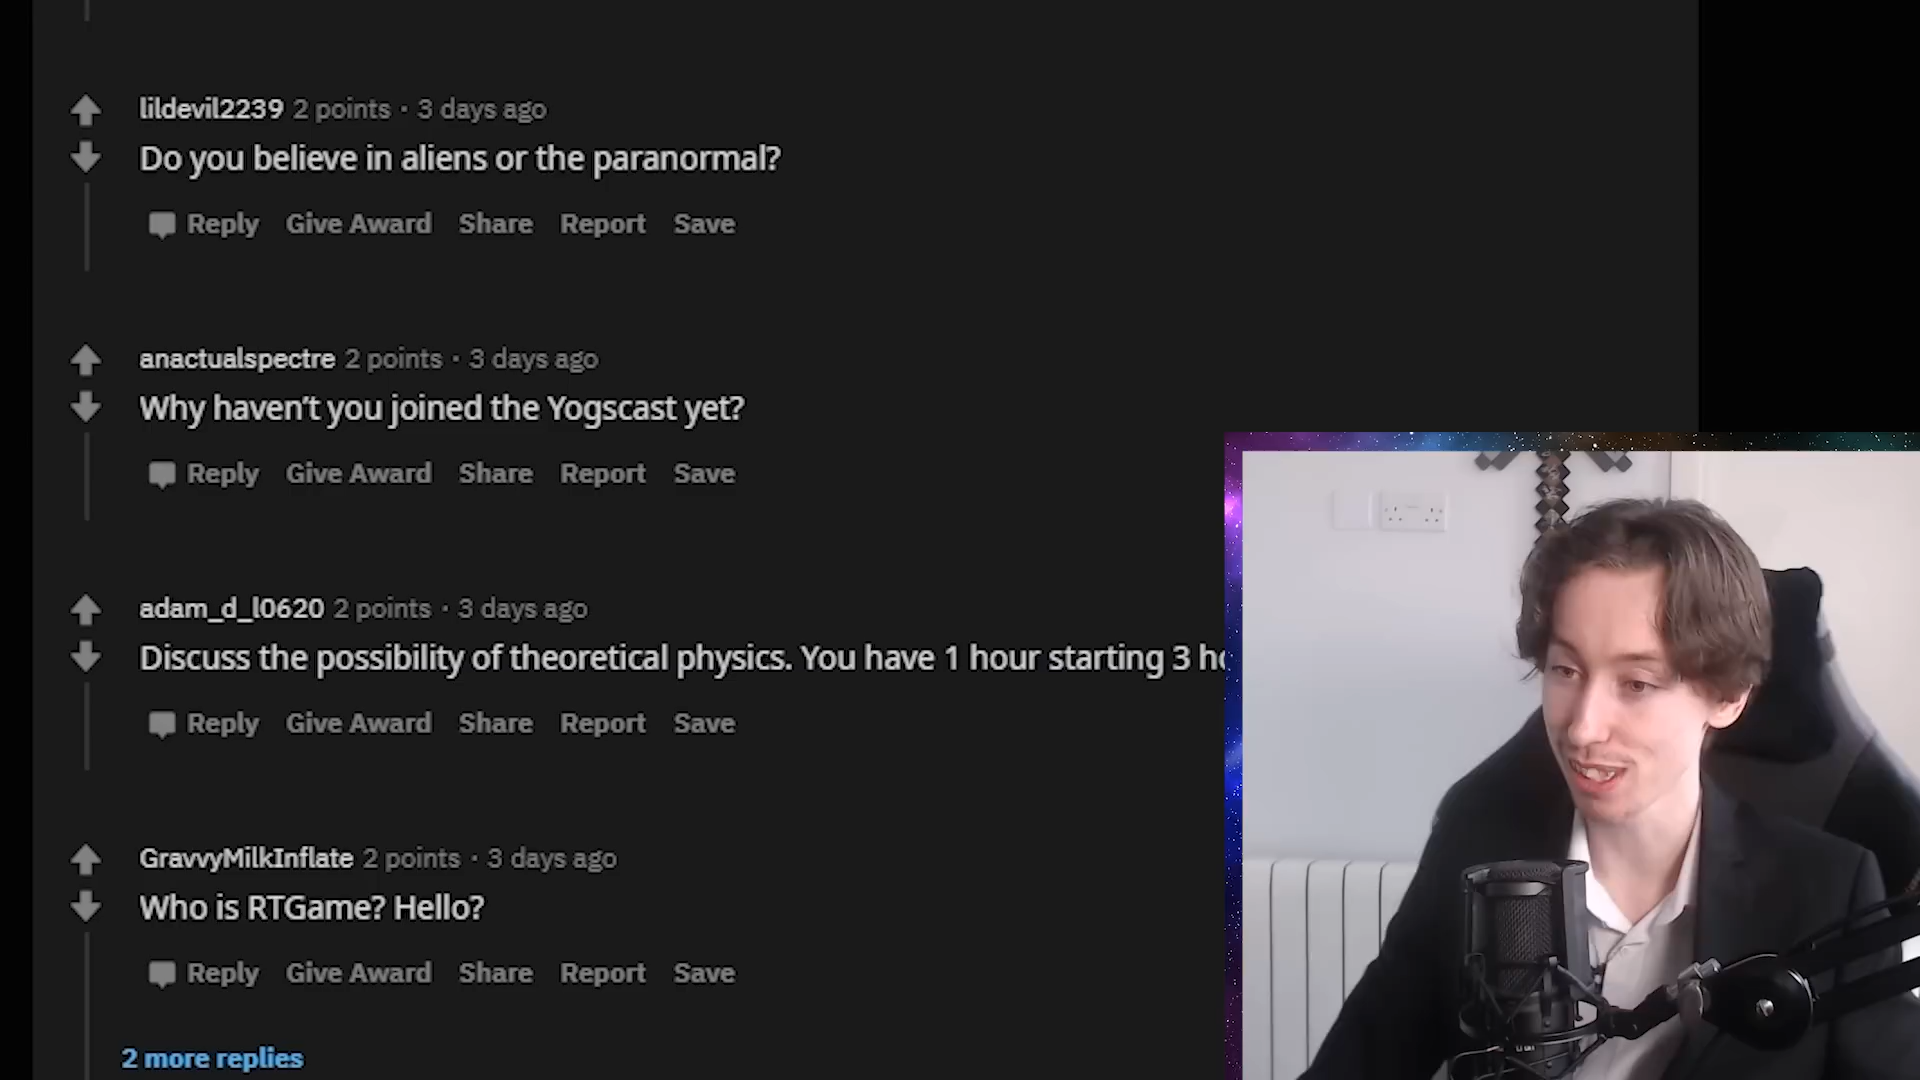 lildevil2239 2 points · 3 days ago
Do you believe in aliens or the paranormal?
Reply Give Award Share Report Save
anactualspectre 2 points · 3 days ago
Why haven't you joined the Yogscast yet?
Reply Give Award Share Report Save
adam_d_l0620 2 points · 3 days ago
Discuss the possibility of theoretical physics. You have 1 hour starting 3
Reply Give Award Share Report Save
GravvyMilkInflate 2 points · 3 days ago
Who is RTGame? Hello?
Reply Give Award Share Report Save
2 more replies